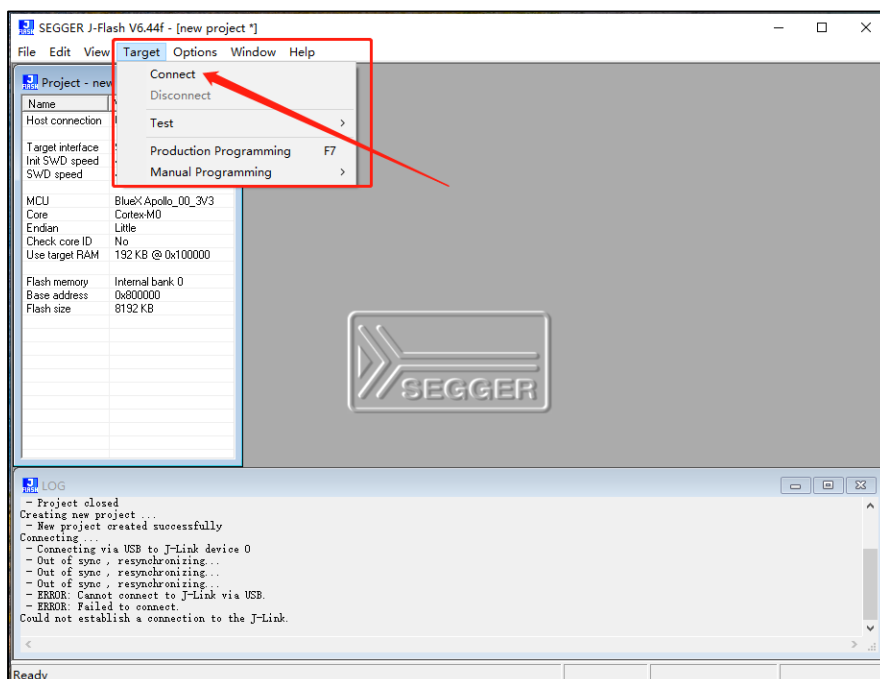 SEGGER J-Flash V6.44f - [new project *]
File Edit View Target Options Window Help
Connect
Disconnect
Test
Production Programming F7
Manual Programming
Project - new
Name
Host connection
Target interface
Init SWD speed
SWD speed
MCU BlueX Apollo_00_3V3
Core Cortex-M0
Endian Little
Check core ID No
Use target RAM 192 KB @ 0x100000
Flash memory Internal bank 0
Base address 0x800000
Flash size 8192 KB
SEGGER
LOG
- Project closed
Creating new project ...
- New project created successfully
Connecting ...
- Connecting via USB to J-Link device 0
- Out of sync , resynchronizing...
- Out of sync , resynchronizing...
- Out of sync , resynchronizing...
- ERROR: Cannot connect to J-Link via USB.
- ERROR: Failed to connect.
Could not establish a connection to the J-Link.
Ready